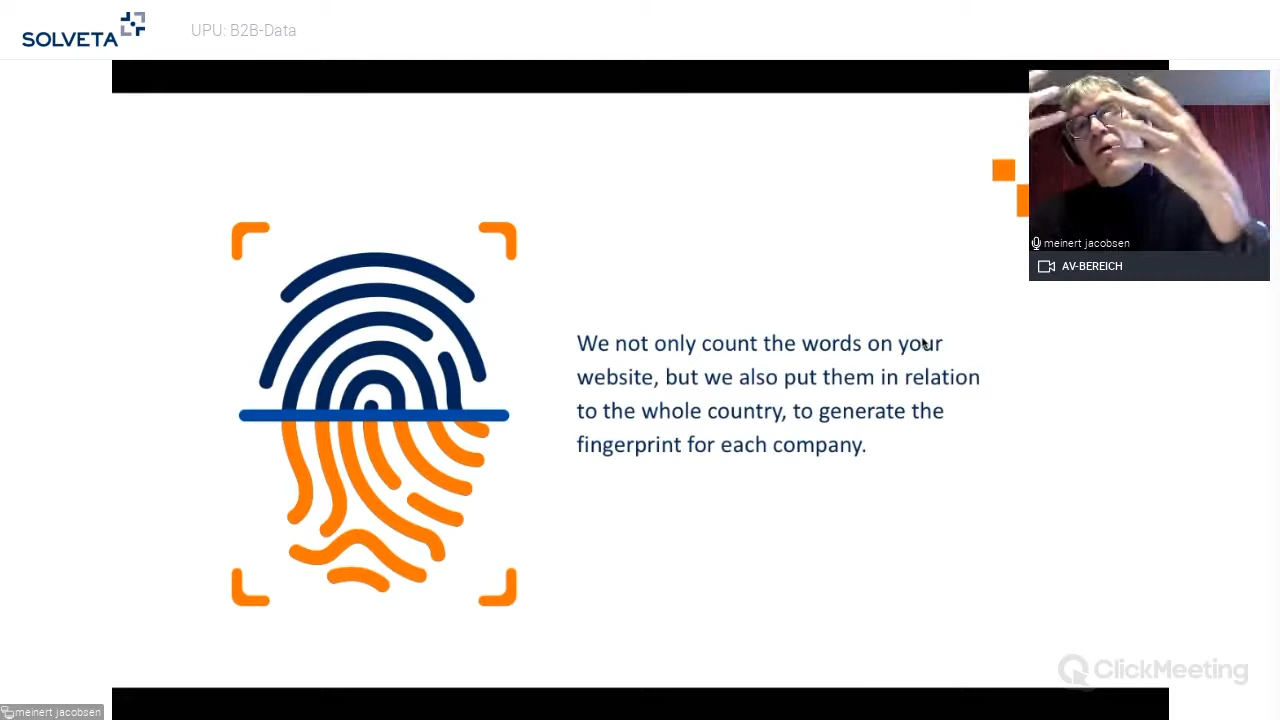 SOLVETA
UPU: B2B-Data
meinert jacobsen
AV-BEREICH
We not only count the words on your
website, but we also put them in relation
to the whole country, to generate the
fingerprint for each company.
ClickMeeting
meinert jacobsen